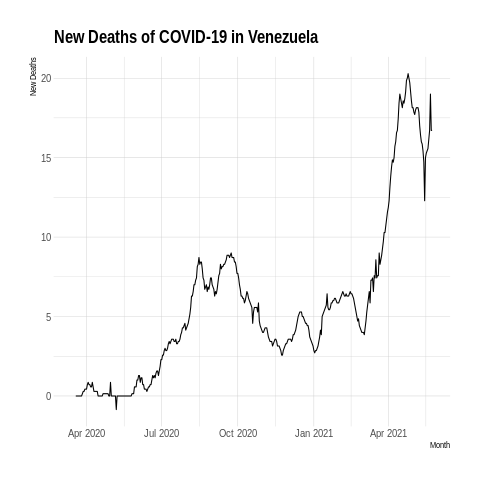 New Deaths of COVID-19 in Venezuela
New Deaths
20
15
10
5
0
Apr 2020 Jul 2020 Oct 2020 Jan 2021 Apr 2021
Month